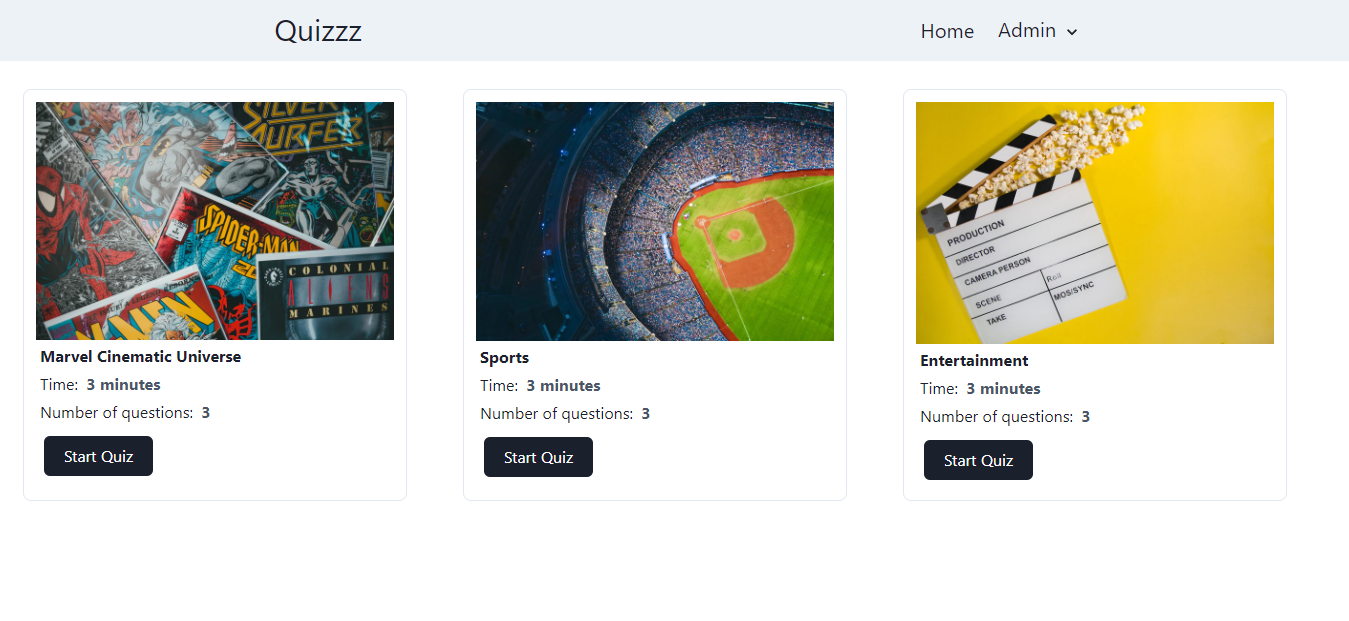 Quizzz
Home
Admin
SILVER
SURFER
SPIDER-MAN
COLONIAL
ALIENS
MARINES
X-MEN
Marvel Cinematic Universe
Time: 3 minutes
Number of questions: 3
Start Quiz
Sports
Time: 3 minutes
Number of questions: 3
Start Quiz
PRODUCTION
DIRECTOR
CAMERA PERSON
Roll
SCENE
MOS/SYNC
TAKE
Entertainment
Time: 3 minutes
Number of questions: 3
Start Quiz